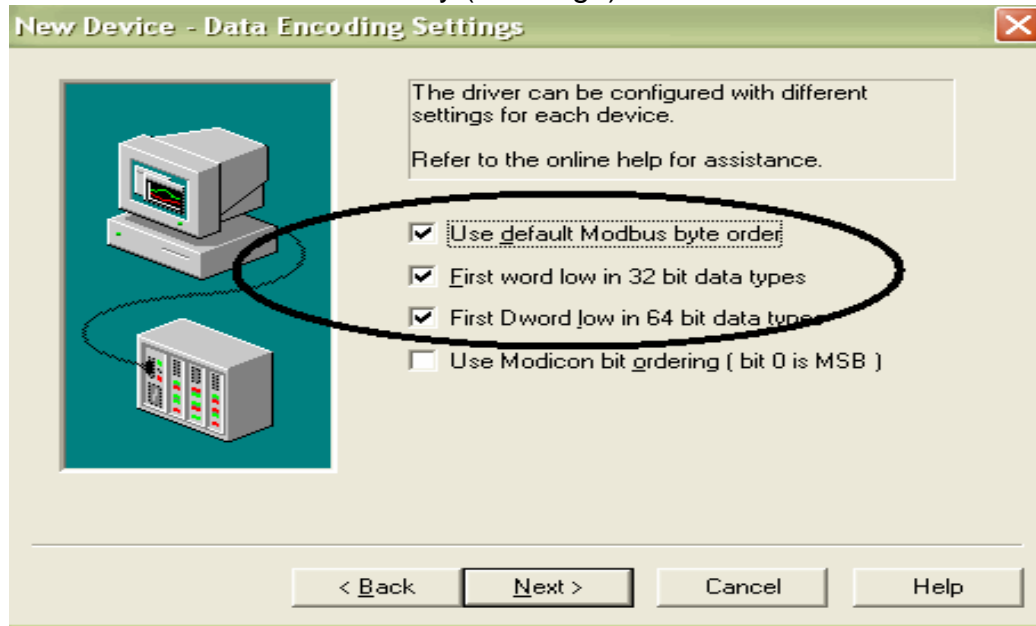 New Device - Data Encoding Settings
The driver can be configured with different
settings for each device.
Refer to the online help for assistance.
Use default Modbus byte order
First word low in 32 bit data types
First Dword low in 64 bit data types
Use Modicon bit ordering ( bit 0 is MSB )
< Back Next > Cancel Help